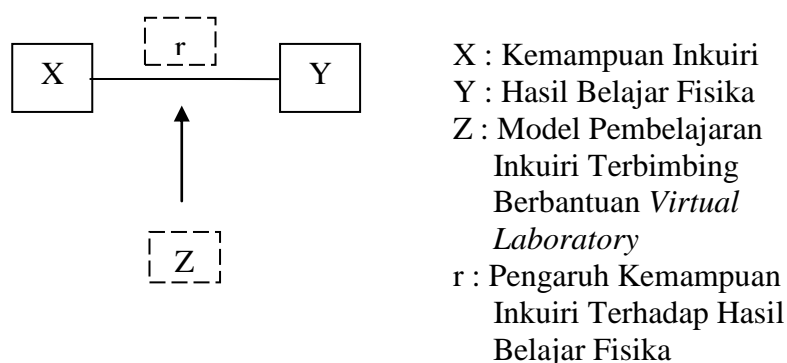 r
X
Y
Z
X : Kemampuan Inkuiri
Y : Hasil Belajar Fisika
Z : Model Pembelajaran
Inkuiri Terbimbing
Berbantuan Virtual
Laboratory
r : Pengaruh Kemampuan
Inkuiri Terhadap Hasil
Belajar Fisika